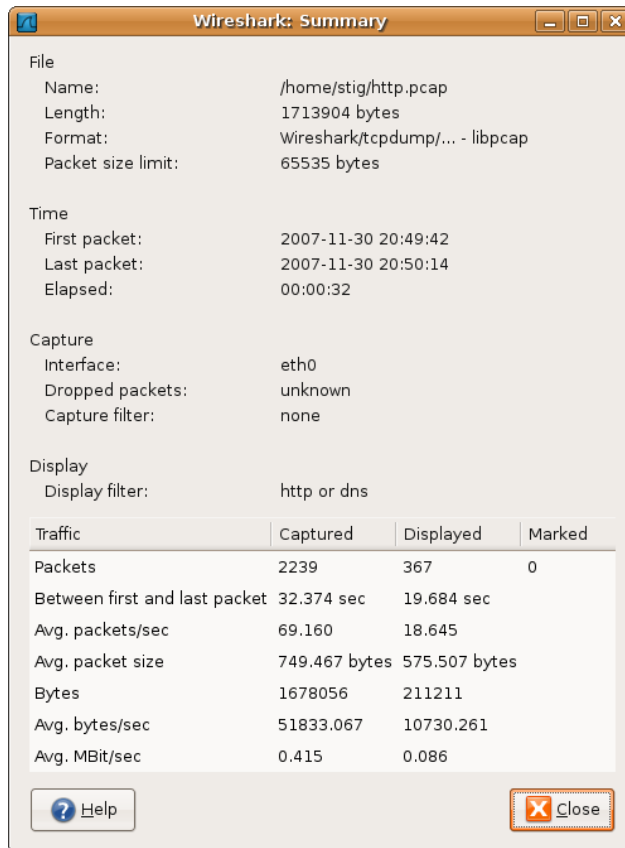 Wireshark: Summary
File
Name: /home/stig/http.pcap
Length: 1713904 bytes
Format: Wireshark/tcpdump/... - libpcap
Packet size limit: 65535 bytes
Time
First packet: 2007-11-30 20:49:42
Last packet: 2007-11-30 20:50:14
Elapsed: 00:00:32
Capture
Interface: eth0
Dropped packets: unknown
Capture filter: none
Display
Display filter: http or dns
Traffic Captured Displayed Marked
Packets 2239 367 0
Between first and last packet 32.374 sec 19.684 sec
Avg. packets/sec 69.160 18.645
Avg. packet size 749.467 bytes 575.507 bytes
Bytes 1678056 211211
Avg. bytes/sec 51833.067 10730.261
Avg. MBit/sec 0.415 0.086
Help Close